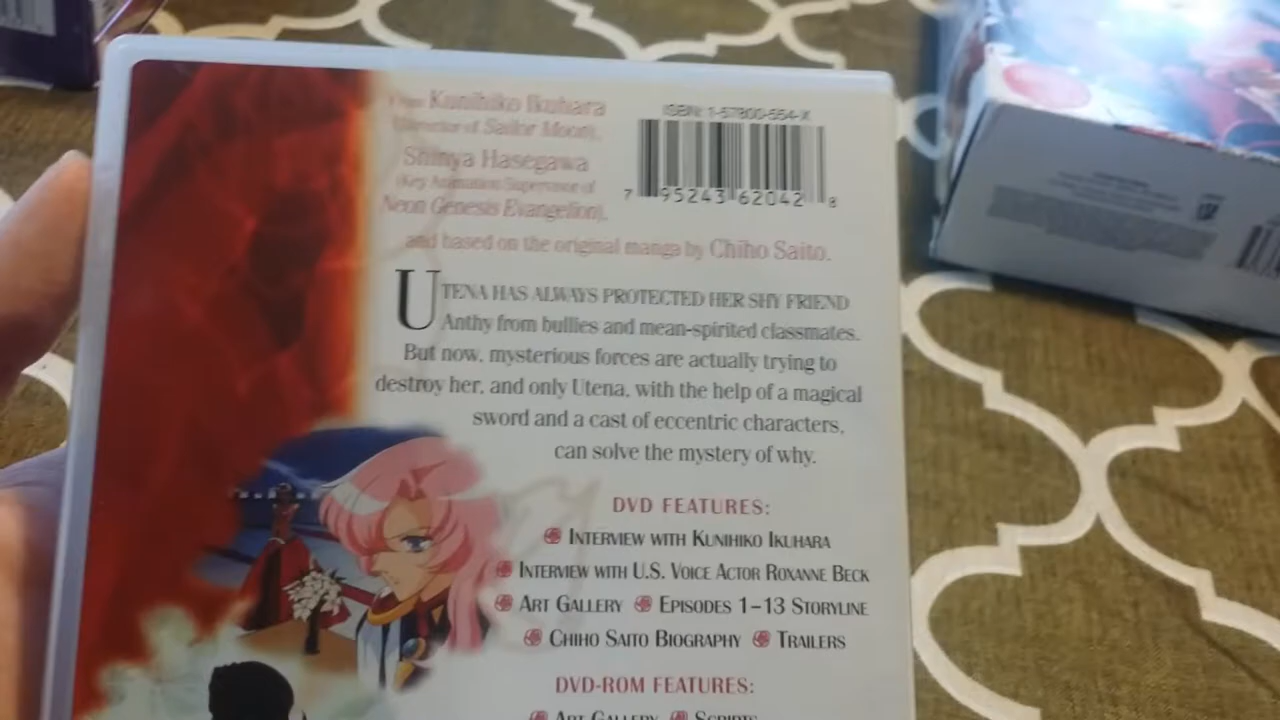 From Kunihiko Ikuhara
(Director of Sailor Moon),
Shinya Hasegawa
(Key Animation Supervisor of
Neon Genesis Evangelion),
and based on the original manga by Chiho Saito.
ISBN: 1-57800-554-X
7 95243 62042 8
UTENA HAS ALWAYS PROTECTED HER SHY FRIEND
Anthy from bullies and mean-spirited classmates.
But now, mysterious forces are actually trying to
destroy her, and only Utena, with the help of a magical
sword and a cast of eccentric characters,
can solve the mystery of why.
DVD FEATURES:
INTERVIEW WITH KUNIHIKO IKUHARA
INTERVIEW WITH U.S. VOICE ACTOR ROXANNE BECK
ART GALLERY EPISODES 1-13 STORYLINE
CHIHO SAITO BIOGRAPHY TRAILERS
DVD-ROM FEATURES:
ART GALLERY SCRIPTS